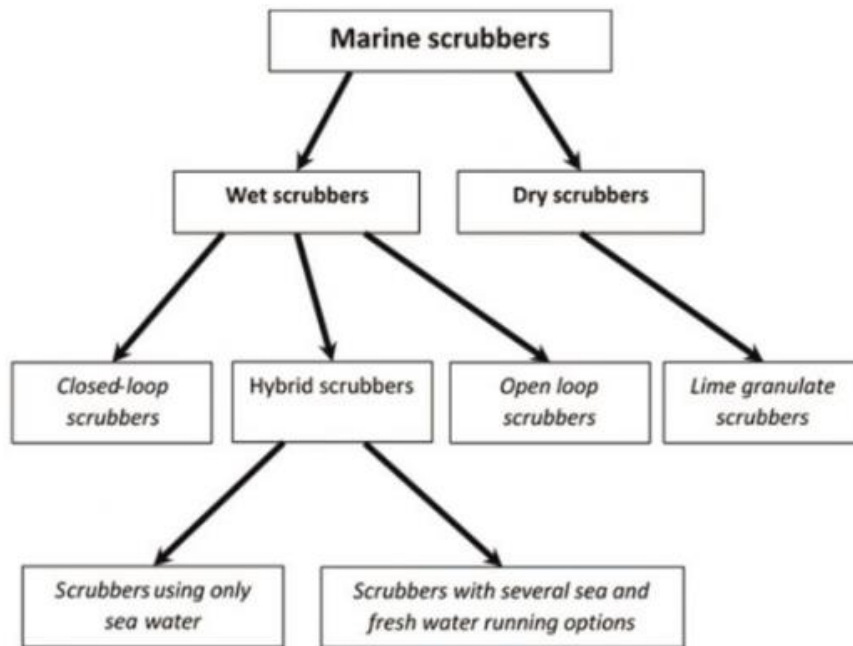 Marine scrubbers
Wet scrubbers
Dry scrubbers
Closed-loop
scrubbers
Hybrid scrubbers
Open loop
scrubbers
Lime granulate
scrubbers
Scrubbers using only
sea water
Scrubbers with several sea and
fresh water running options